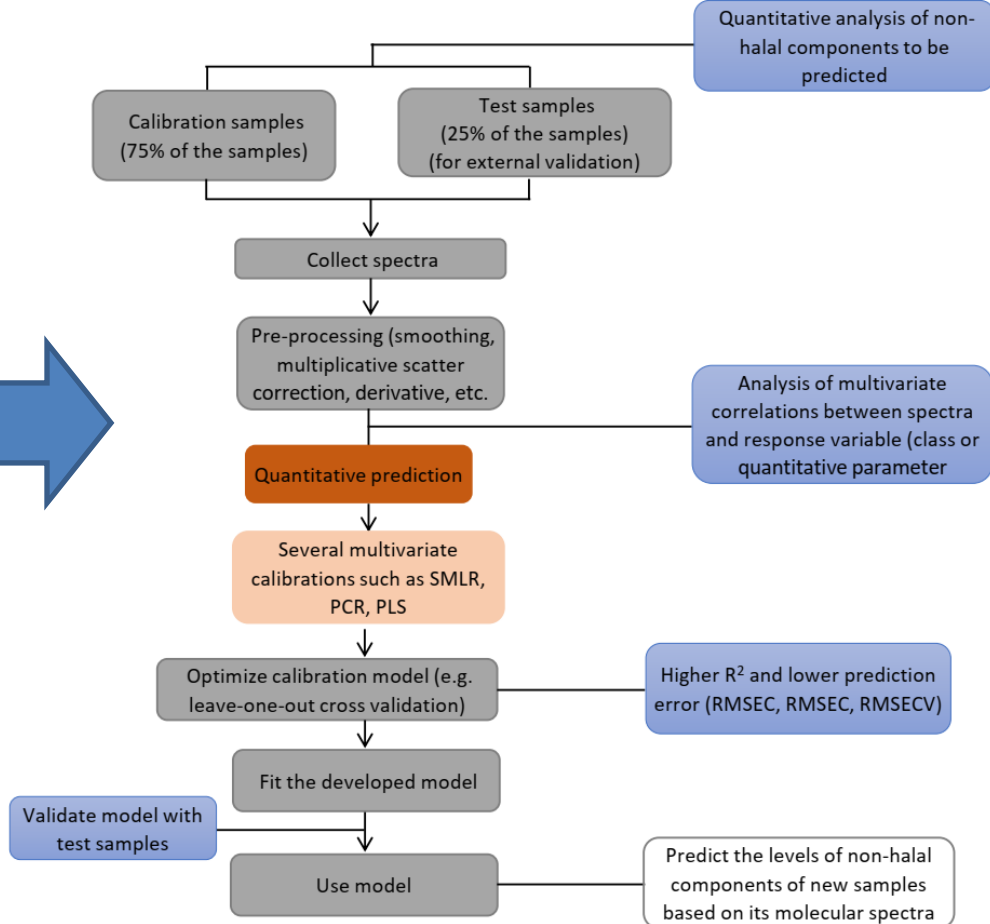 Quantitative analysis of non-
halal components to be
predicted
Calibration samples
(75% of the samples)
Test samples
(25% of the samples)
(for external validation)
Collect spectra
Pre-processing (smoothing,
multiplicative scatter
correction, derivative, etc.
Analysis of multivariate
correlations between spectra
and response variable (class or
quantitative parameter
Quantitative prediction
Several multivariate
calibrations such as SMLR,
PCR, PLS
Optimize calibration model (e.g.
leave-one-out cross validation)
Higher R² and lower prediction
error (RMSEC, RMSEC, RMSECV)
Fit the developed model
Validate model with
test samples
Use model
Predict the levels of non-halal
components of new samples
based on its molecular spectra